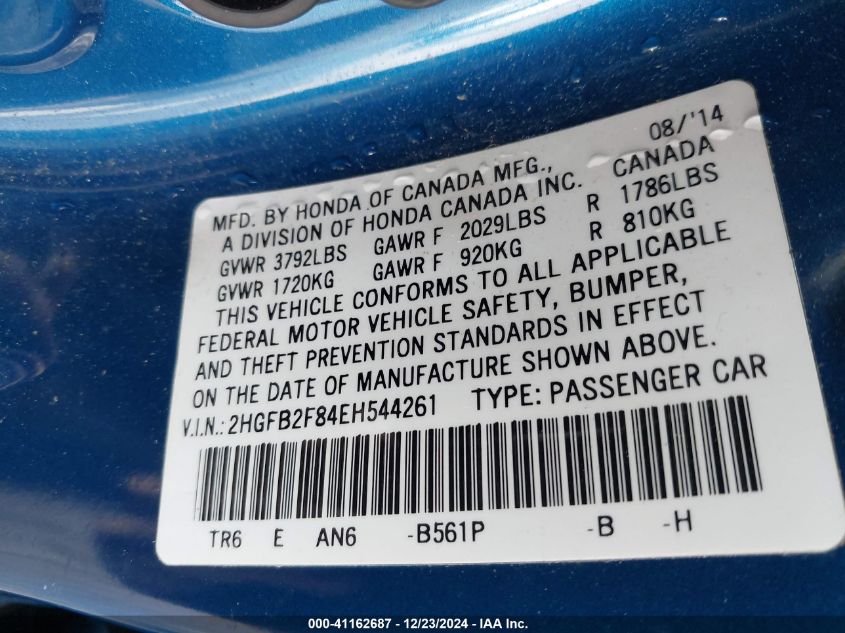 08/'14
MFD. BY HONDA OF CANADA MFG., CANADA
A DIVISION OF HONDA CANADA INC.
GVWR 3792LBS GAWR F 2029LBS R 1786LBS
GVWR 1720KG GAWR F 920KG R 810KG
THIS VEHICLE CONFORMS TO ALL APPLICABLE
FEDERAL MOTOR VEHICLE SAFETY, BUMPER,
AND THEFT PREVENTION STANDARDS IN EFFECT
ON THE DATE OF MANUFACTURE SHOWN ABOVE.
V.I.N.: 2HGFB2F84EH544261 TYPE: PASSENGER CAR
TR6 E AN6 -B561P -B -H
000-41162687 - 12/23/2024 - IAA Inc.